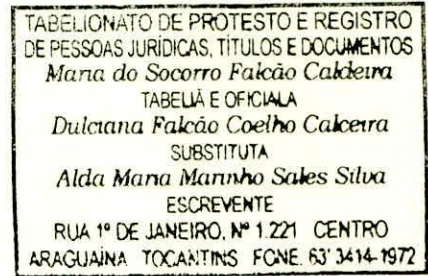 TABELIONATO DE PROTESTO E REGISTRO
DE PESSOAS JURÍDICAS, TÍTULOS E DOCUMENTOS
Maria do Socorro Falcão Caldeira
TABELIÃ E OFICIALA
Dulciana Falcão Coelho Calceira
SUBSTITUTA
Alda Maria Marinho Sales Silva
ESCREVENTE
RUA 1º DE JANEIRO, Nº 1.221 CENTRO
ARAGUAÍNA TOCANTINS FONE. 63' 3414-1972